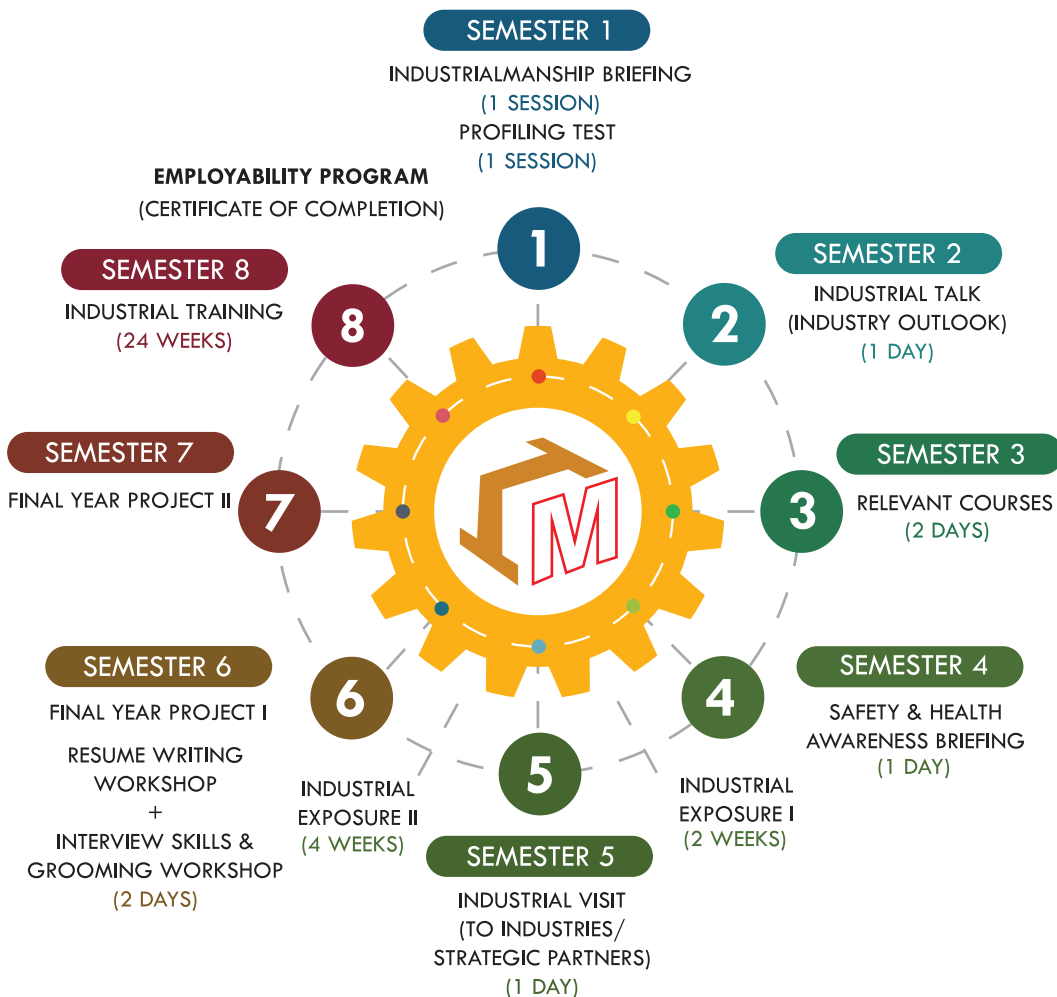 SEMESTER 1
INDUSTRIALMANSHIP BRIEFING
(1 SESSION)
PROFILING TEST
(1 SESSION)
EMPLOYABILITY PROGRAM
(CERTIFICATE OF COMPLETION)
1
SEMESTER 2
INDUSTRIAL TALK
(INDUSTRY OUTLOOK)
(1 DAY)
2
SEMESTER 3
RELEVANT COURSES
(2 DAYS)
3
SEMESTER 4
SAFETY & HEALTH
AWARENESS BRIEFING
(1 DAY)
4
INDUSTRIAL
EXPOSURE I
(2 WEEKS)
5
SEMESTER 5
INDUSTRIAL VISIT
(TO INDUSTRIES/
STRATEGIC PARTNERS)
(1 DAY)
INDUSTRIAL
EXPOSURE II
(4 WEEKS)
6
SEMESTER 6
FINAL YEAR PROJECT I
RESUME WRITING
WORKSHOP
+
INTERVIEW SKILLS &
GROOMING WORKSHOP
(2 DAYS)
7
SEMESTER 7
FINAL YEAR PROJECT II
8
SEMESTER 8
INDUSTRIAL TRAINING
(24 WEEKS)
M